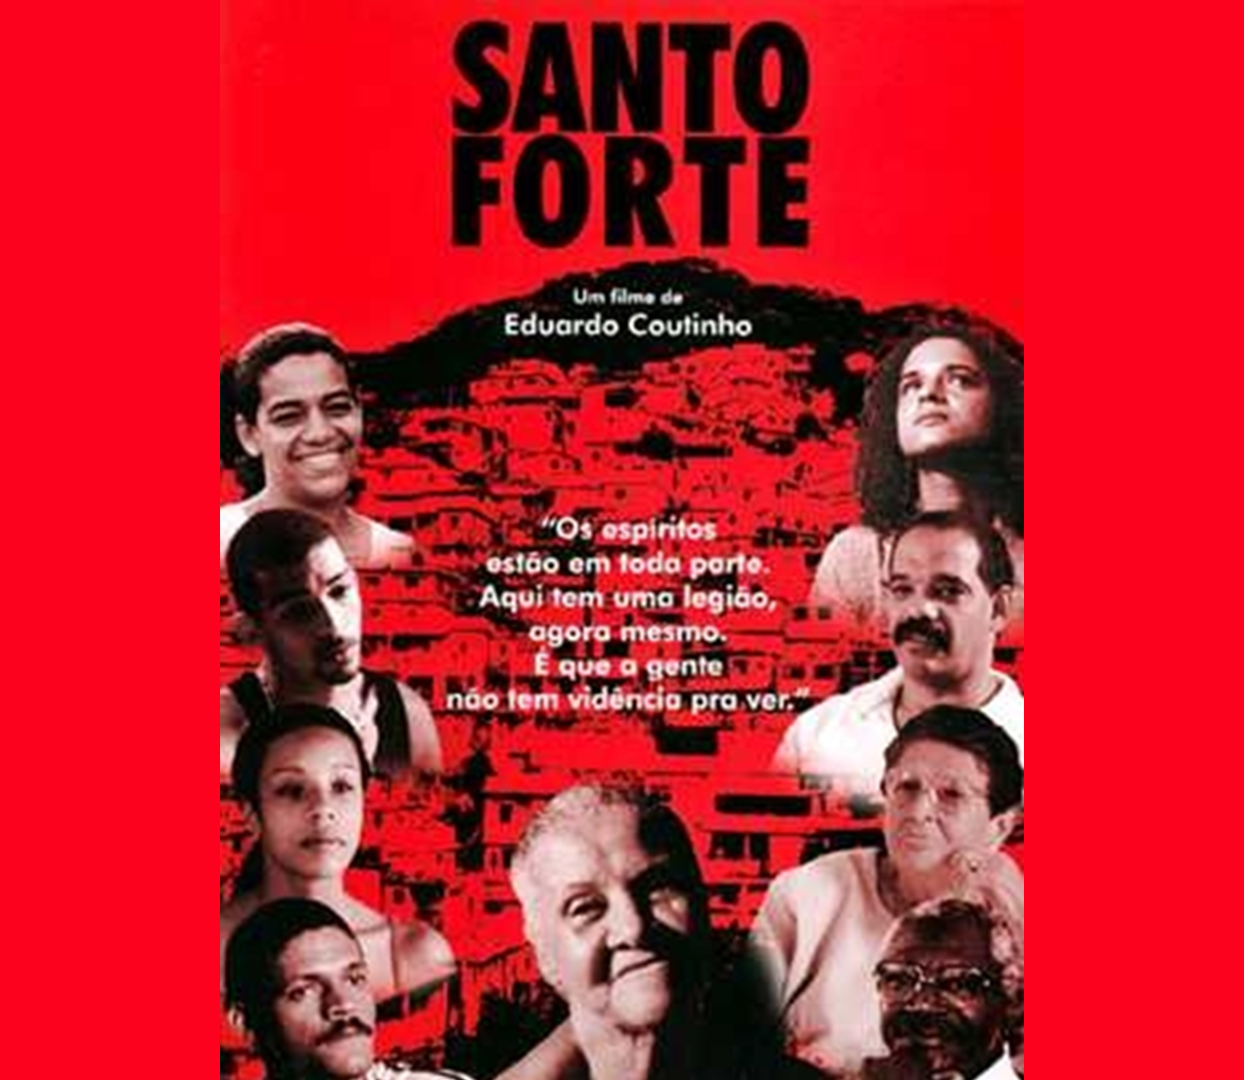 SANTO
FORTE
Um filme de
Eduardo Coutinho
“Os espíritos
estão em toda parte.
Aqui tem uma legião,
agora mesmo.
É que a gente
não tem vidência pra ver.”